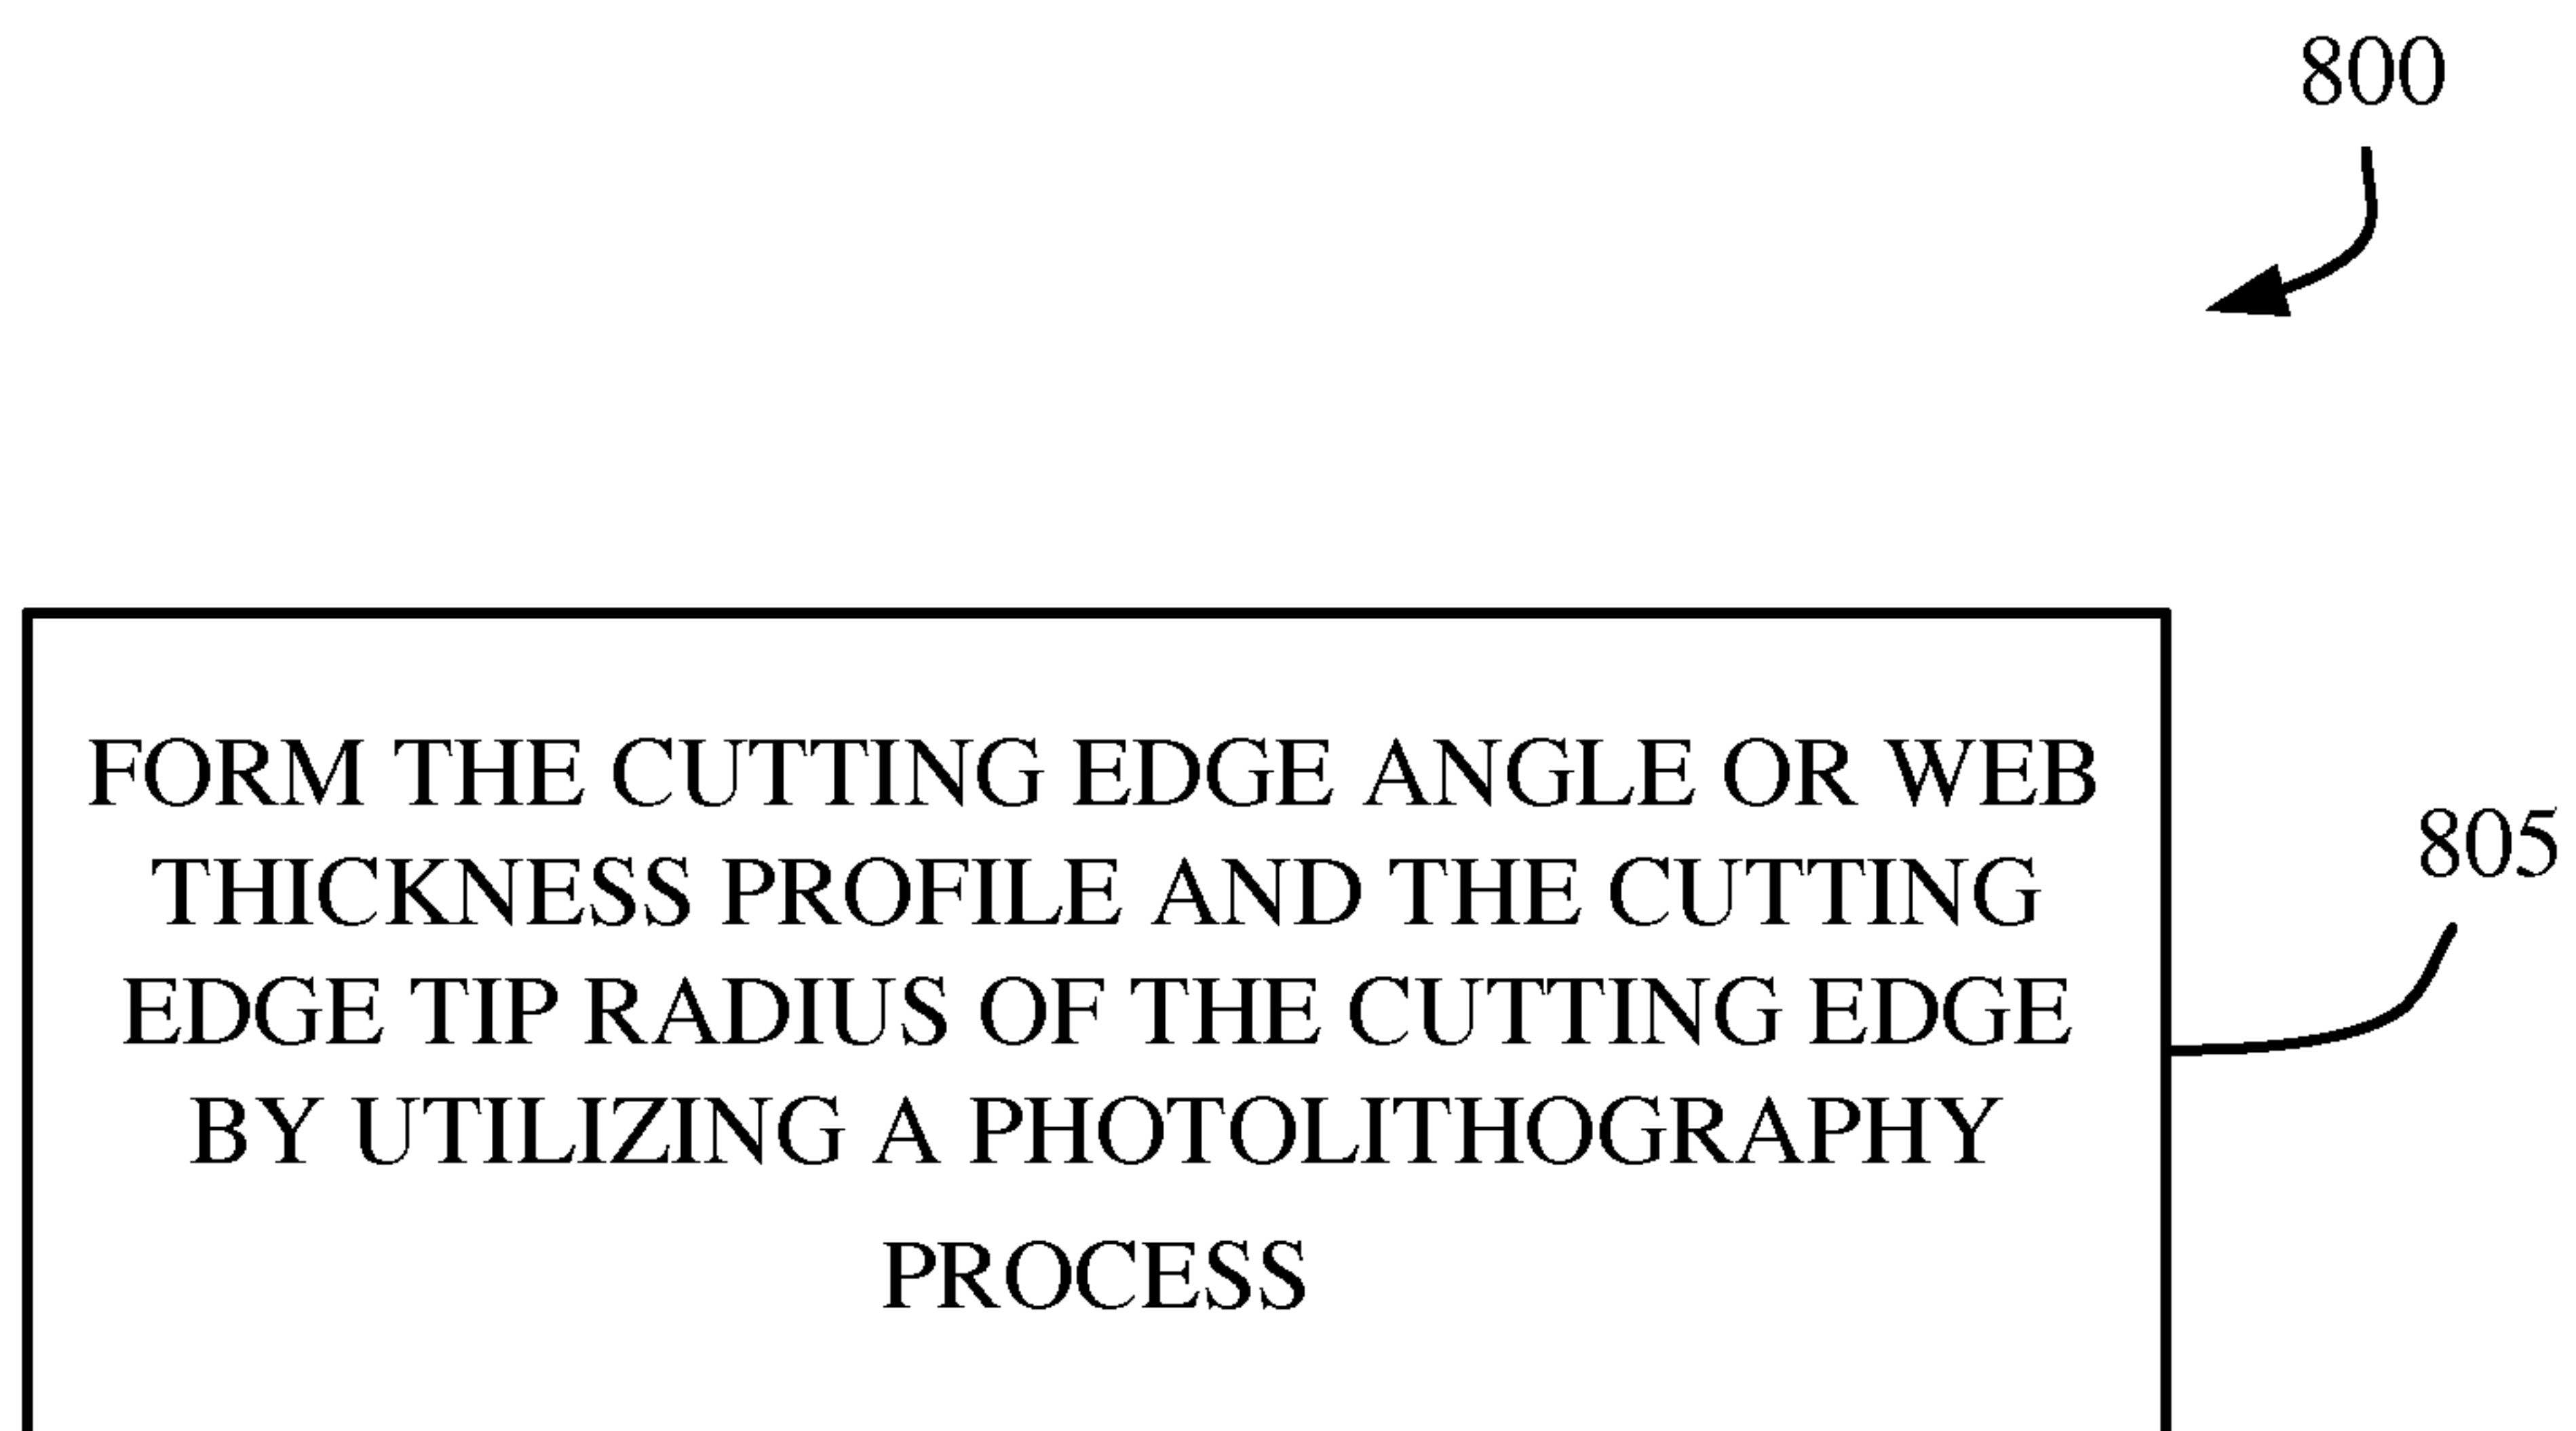 800
FORM THE CUTTING EDGE ANGLE OR WEB
THICKNESS PROFILE AND THE CUTTING
EDGE TIP RADIUS OF THE CUTTING EDGE
BY UTILIZING A PHOTOLITHOGRAPHY
PROCESS
805